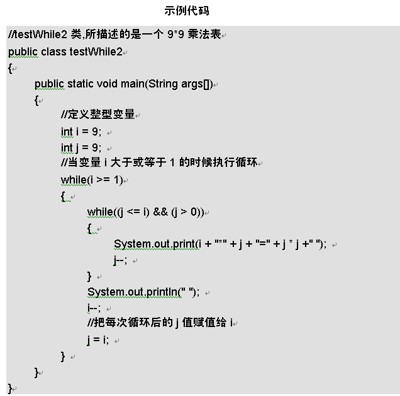 示例代码
//testWhile2 类,所描述的是一个 9*9 乘法表
public class testWhile2
{
public static void main(String args[])
{
//定义整型变量
int i = 9;
int j = 9;
//当变量 i 大于或等于 1 的时候执行循环
while(i >= 1)
{
while((j <= i) && (j > 0))
{
System.out.print(i + "*" + j + "=" + j * j +" ");
j--;
}
System.out.println(" ");
i--;
//把每次循环后的 j 值赋值给 i
j = i;
}
}
}